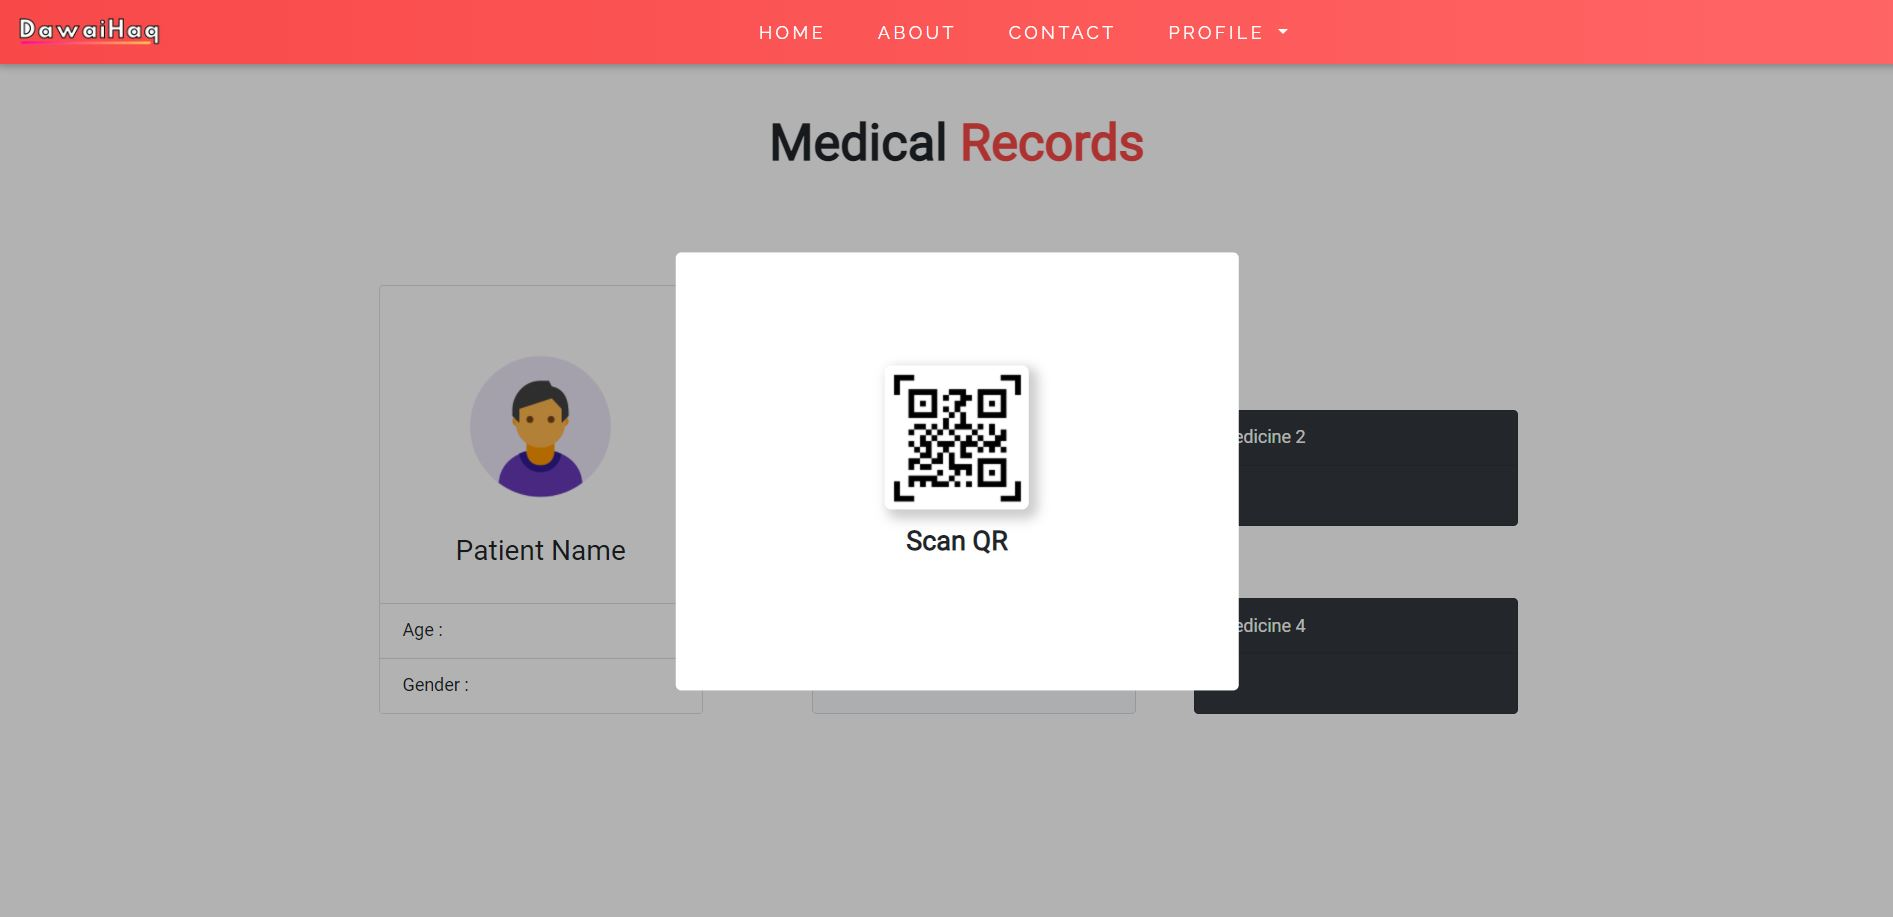 DawaiHaq
HOME ABOUT CONTACT PROFILE
Medical Records
Patient Name
Age :
Gender :
Scan QR
edicine 2
edicine 4